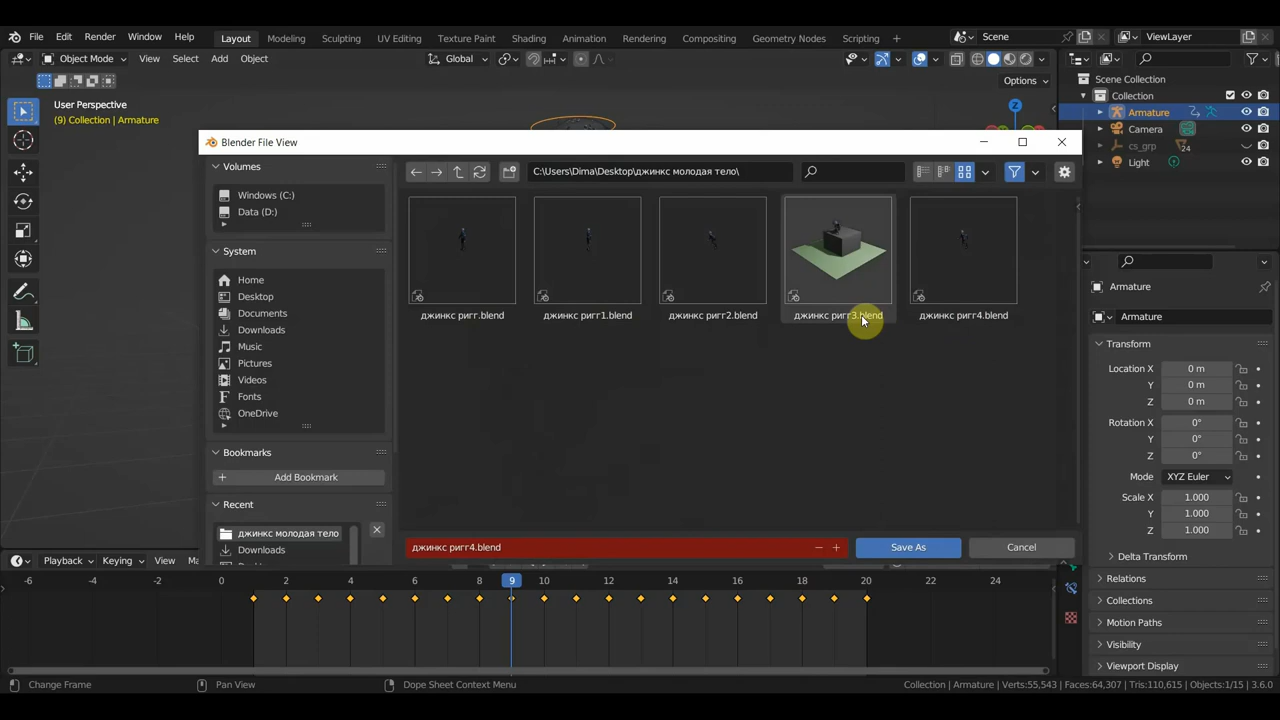 File Edit Render Window Help Layout Modeling Sculpting UV Editing Texture Paint Shading Animation Rendering Compositing Geometry Nodes Scripting + Scene ViewLayer
Object Mode View Select Add Object Global
Options
Scene Collection
Collection
Armature
Camera
cs_grp 24
Light
User Perspective
(9) Collection | Armature
Z
Blender File View
Volumes
Windows (C:)
Data (D:)
System
Home
Desktop
Documents
Downloads
Music
Pictures
Videos
Fonts
OneDrive
Bookmarks
Add Bookmark
Recent
джинкс молодая тело
Downloads
C:\Users\Dima\Desktop\джинкс молодая тело\
джинкс ригг.blend джинкс ригг1.blend джинкс ригг2.blend джинкс ригг3.blend джинкс ригг4.blend
джинкс ригг4.blend
Save As Cancel
Armature
Armature
Transform
Location X 0 m
Y 0 m
Z 0 m
Rotation X 0°
Y 0°
Z 0°
Mode XYZ Euler
Scale X 1.000
Y 1.000
Z 1.000
Delta Transform
Relations
Collections
Motion Paths
Visibility
Viewport Display
Playback Keying View
-6 -4 -2 0 2 4 6 8 9 10 12 14 16 18 20 22 24
Change Frame Pan View Dope Sheet Context Menu Collection | Armature | Verts:55,543 | Faces:64,307 | Tris:110,615 | Objects:1/15 | 3.6.0